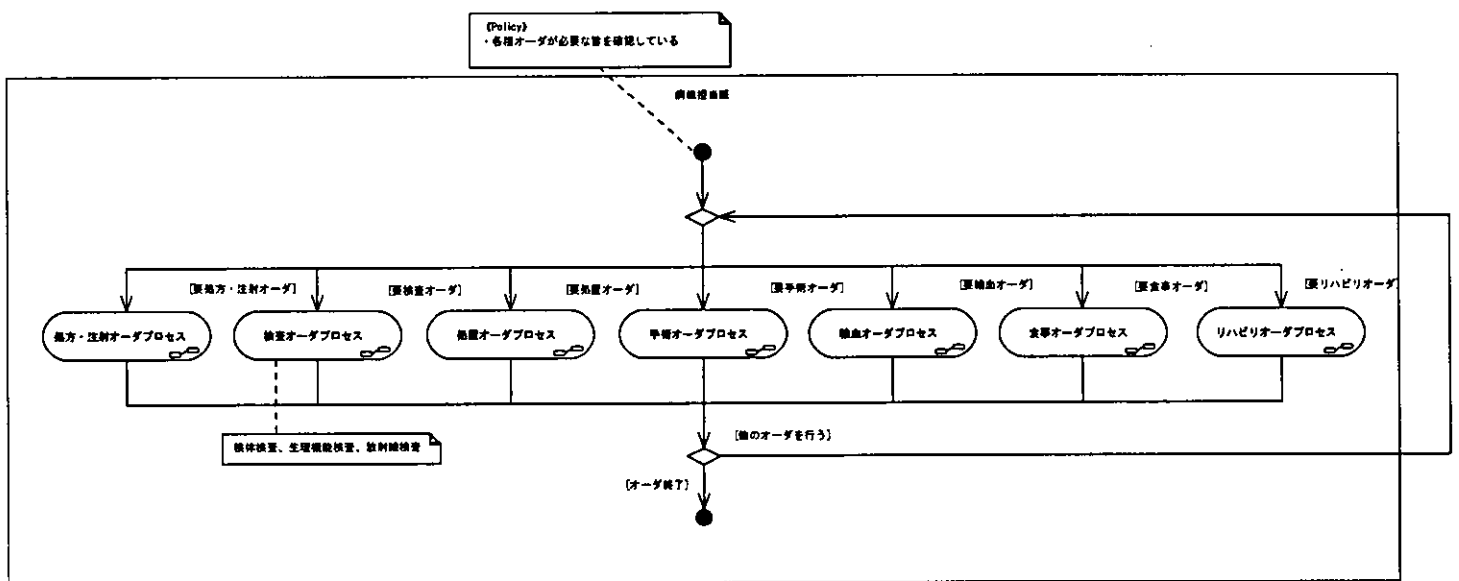 《Policy》
・各種オーダが必要な旨を確認している
病棟担当医
[要処方・注射オーダ]
[要検査オーダ]
[要処置オーダ]
[要手術オーダ]
[要輸血オーダ]
[要食事オーダ]
[要リハビリオーダ]
処方・注射オーダプロセス
検査オーダプロセス
処置オーダプロセス
手術オーダプロセス
輸血オーダプロセス
食事オーダプロセス
リハビリオーダプロセス
検体検査、生理機能検査、放射線検査
[他のオーダを行う]
[オーダ終了]